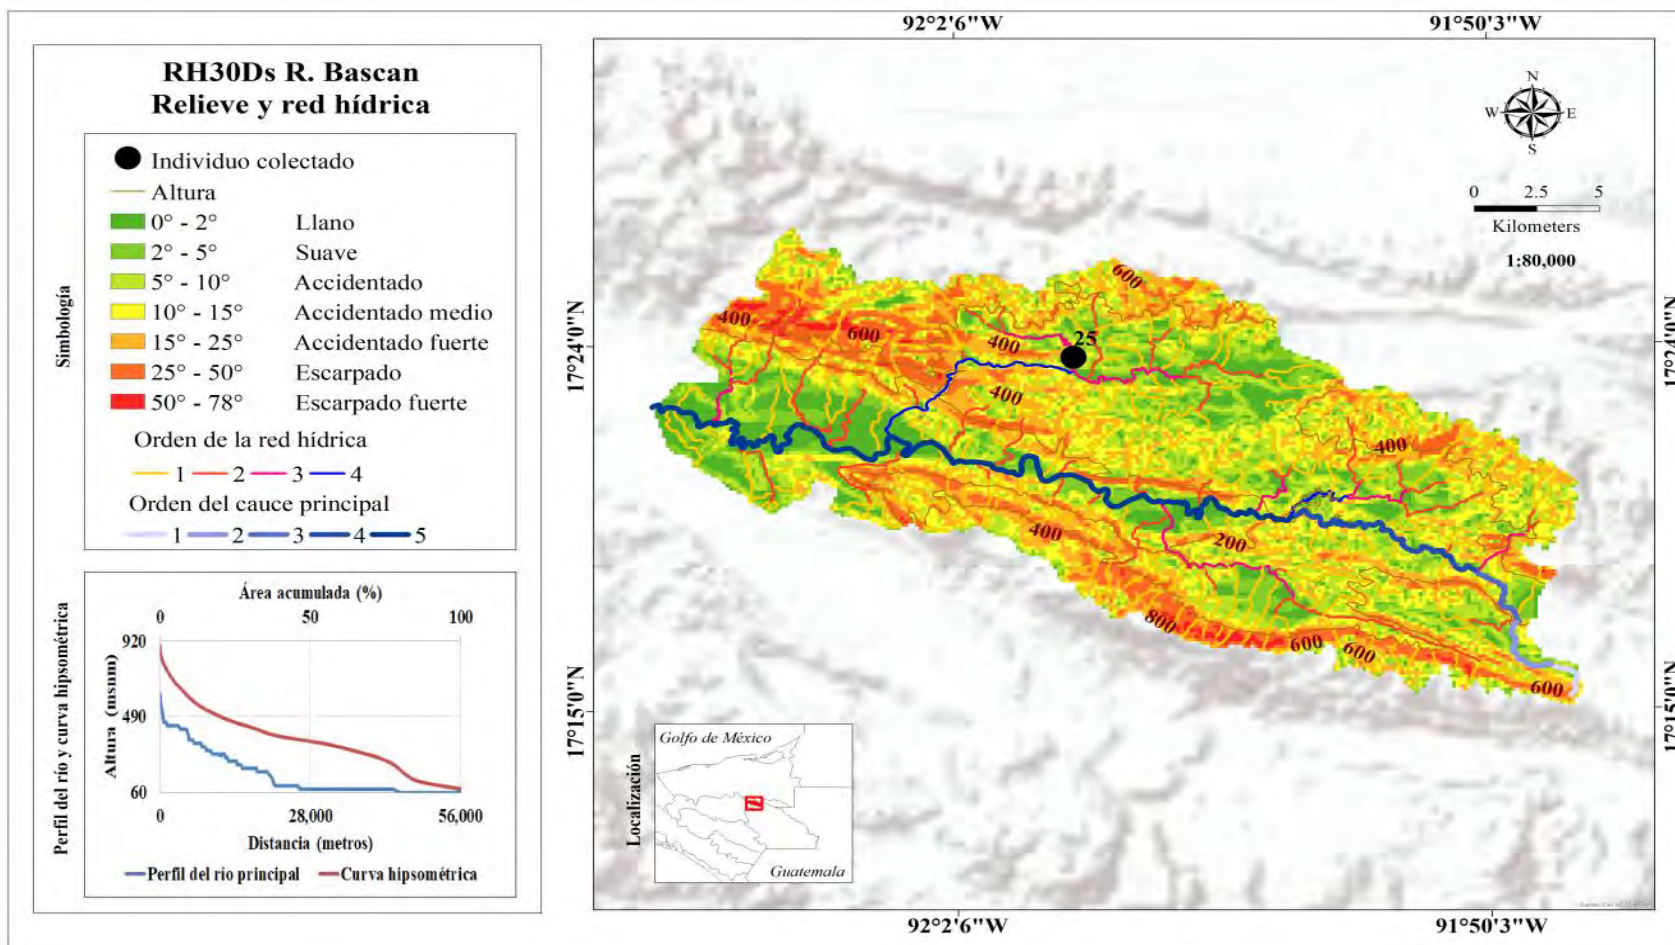 RH30Ds R. Bascan
Relieve y red hídrica
Simbología
Individuo colectado
Altura
0° - 2° Llano
2° - 5° Suave
5° - 10° Accidentado
10° - 15° Accidentado medio
15° - 25° Accidentado fuerte
25° - 50° Escarpado
50° - 78° Escarpado fuerte
Orden de la red hídrica
1 2 3 4
Orden del cauce principal
1 2 3 4 5
Perfil del río y curva hipsométrica
Área acumulada (%)
0 50 100
Altura (msnm)
920
490
60
0 28,000 56,000
Distancia (metros)
Perfil del río principal Curva hipsométrica
92°2'6"W 91°50'3"W
N
W E
S
0 2.5 5
Kilometers
1:80,000
17°24'0"N 17°24'0"N
600
400
600
400
25
400
400
400
200
800
600
600
600
17°15'0"N 17°15'0"N
Localización
Golfo de México
Guatemala
92°2'6"W 91°50'3"W